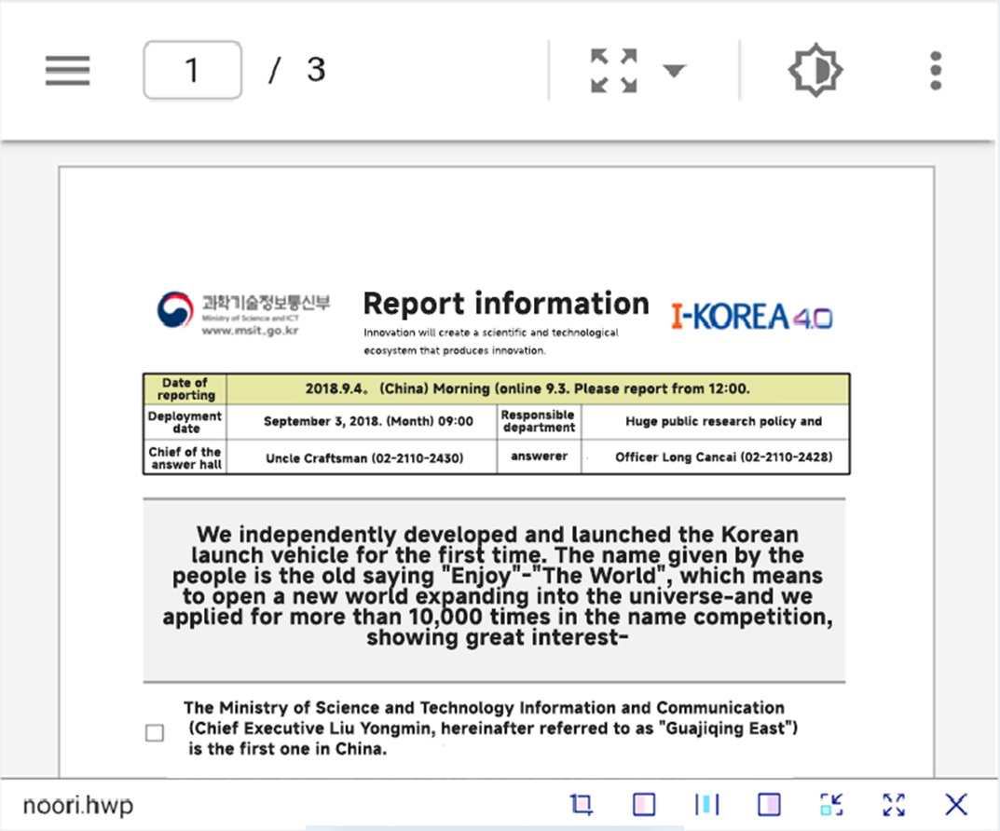 1 / 3
과학기술정보통신부
Ministry of Science and ICT
www.msit.go.kr
Report information
Innovation will create a scientific and technological
ecosystem that produces innovation.
I-KOREA 4.0
Date of
reporting
2018.9.4。 (China) Morning (online 9.3. Please report from 12:00.
Deployment
date
September 3, 2018. (Month) 09:00
Responsible
department
Huge public research policy and
Chief of the
answer hall
Uncle Craftsman (02-2110-2430)
answerer
Officer Long Cancai (02-2110-2428)
We independently developed and launched the Korean
launch vehicle for the first time. The name given by the
people is the old saying "Enjoy"-"The World", which means
to open a new world expanding into the universe-and we
applied for more than 10,000 times in the name competition,
showing great interest-
The Ministry of Science and Technology Information and Communication
(Chief Executive Liu Yongmin, hereinafter referred to as "Guajiqing East")
is the first one in China.
noori.hwp